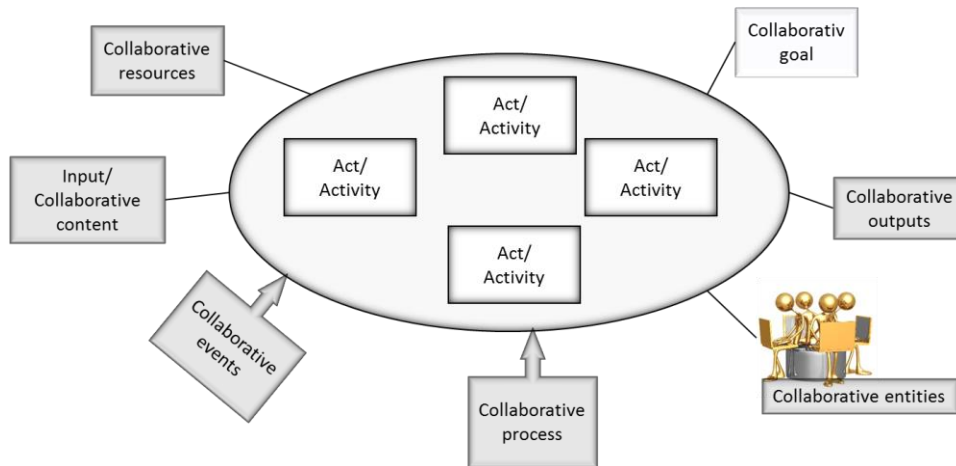 Collaborative
resources
Collaborativ
goal
Act/
Activity
Act/
Activity
Act/
Activity
Input/
Collaborative
content
Collaborative
outputs
Act/
Activity
Collaborative
events
Collaborative entities
Collaborative
process